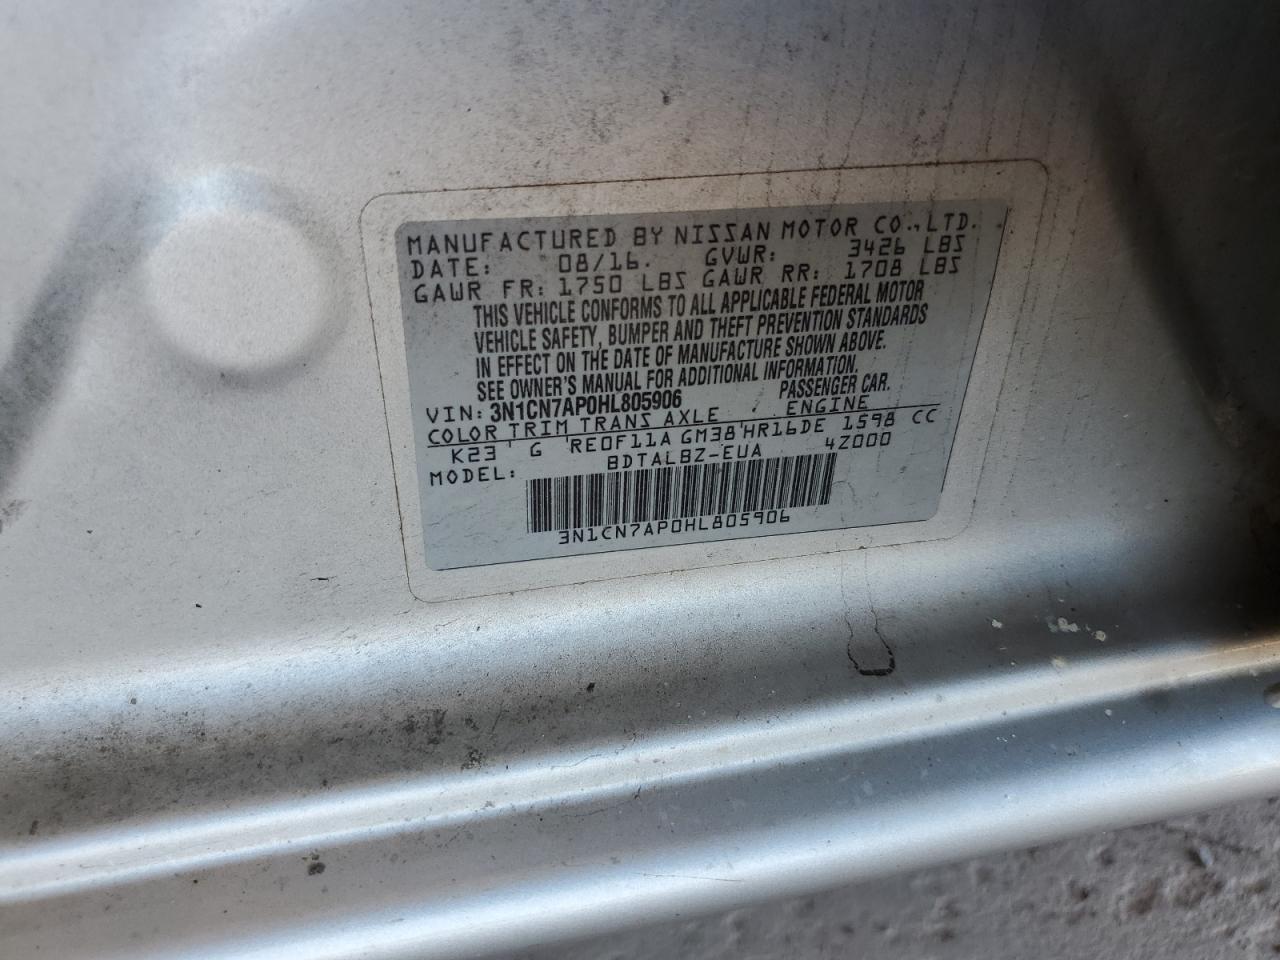 MANUFACTURED BY NISSAN MOTOR CO., LTD.
DATE: 08/16. GVWR: 3426 LBS
GAWR FR: 1750 LBS GAWR RR: 1708 LBS
THIS VEHICLE CONFORMS TO ALL APPLICABLE FEDERAL MOTOR
VEHICLE SAFETY, BUMPER AND THEFT PREVENTION STANDARDS
IN EFFECT ON THE DATE OF MANUFACTURE SHOWN ABOVE.
SEE OWNER'S MANUAL FOR ADDITIONAL INFORMATION.
VIN: 3N1CN7AP0HL805906 PASSENGER CAR.
COLOR TRIM TRANS AXLE ENGINE
K23 G RE0F11A GM38 HR16DE 1598 CC
MODEL: BDTALBZ-EUA 4Z000
3N1CN7AP0HL805906